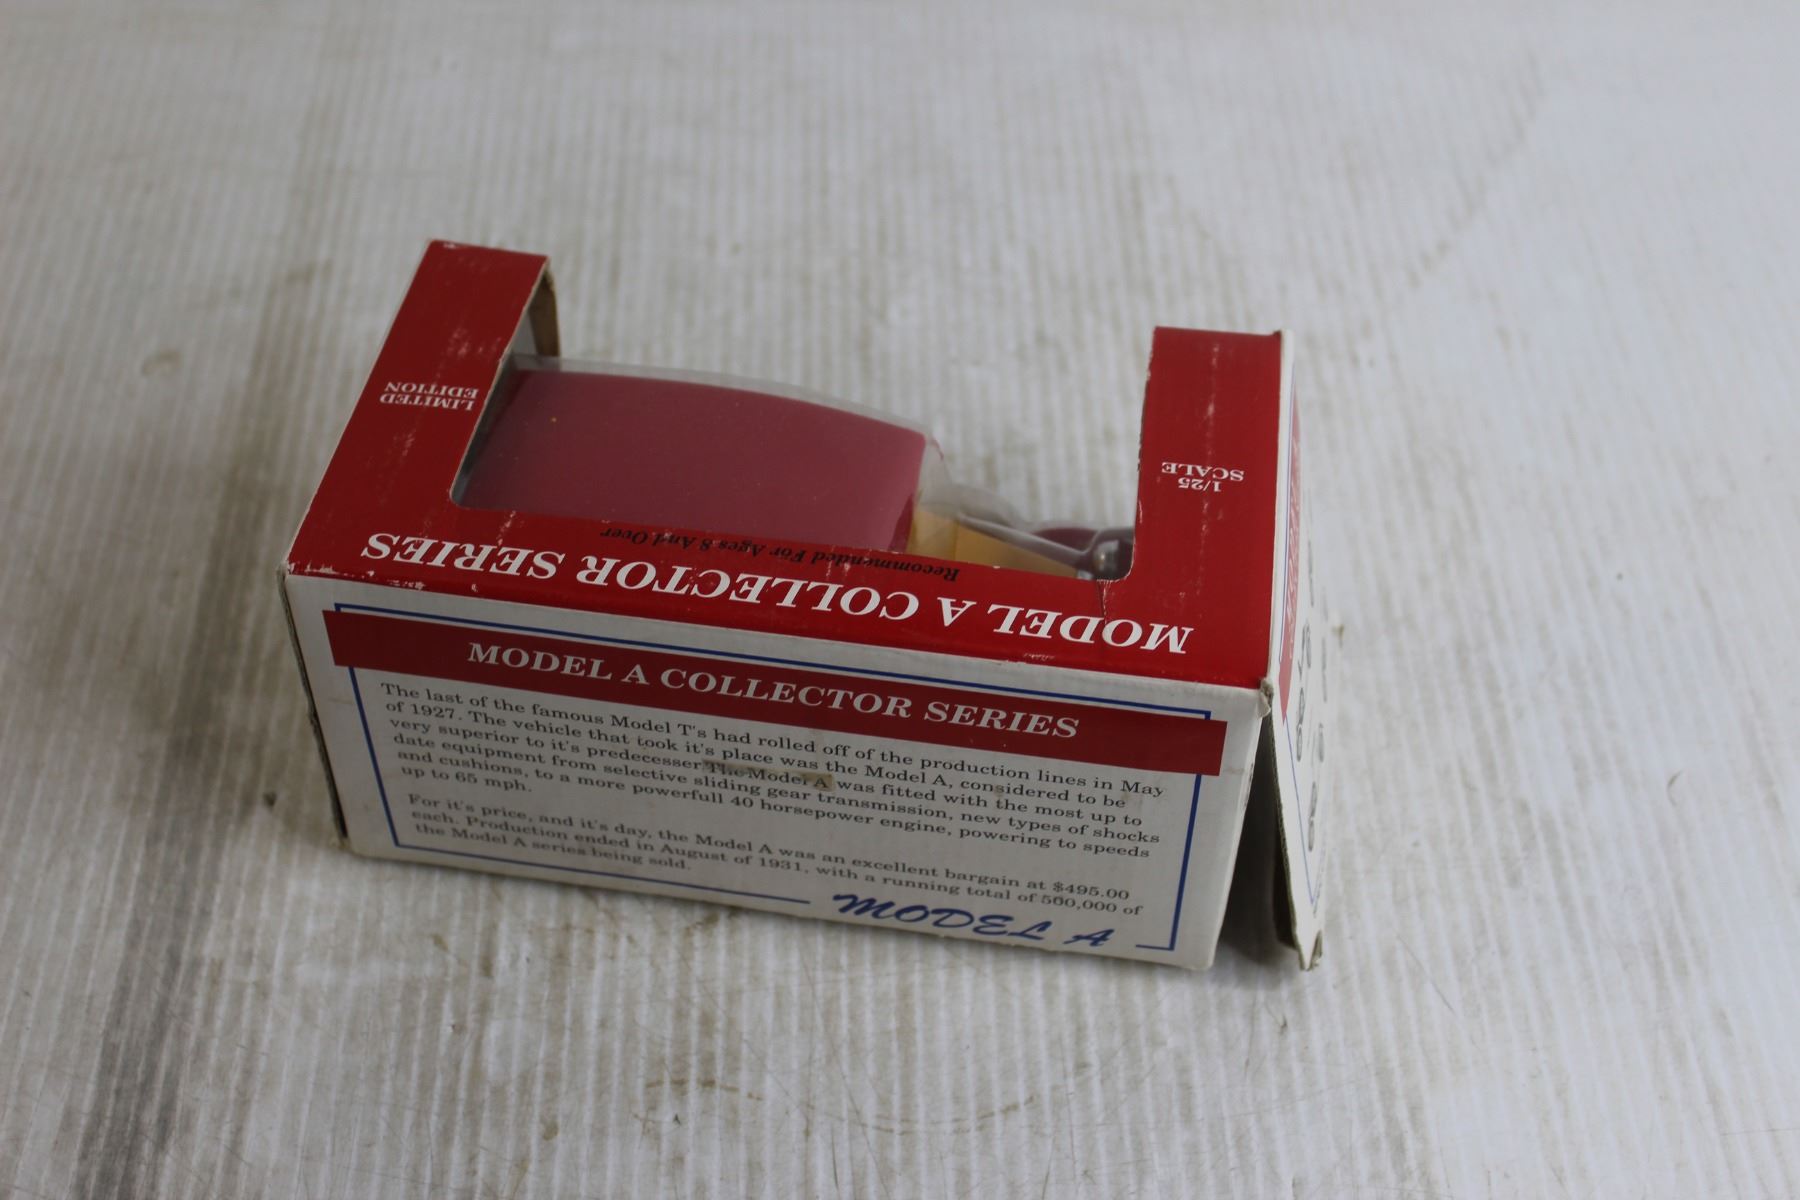 LIMITED
EDITION
1/25
SCALE
Recommended For Ages 8 And Over
MODEL A COLLECTOR SERIES
MODEL A COLLECTOR SERIES
The last of the famous Model T's had rolled off of the production lines in May
of 1927. The vehicle that took it's place was the Model A, considered to be
very superior to it's predecesser The Model A was fitted with the most up to
date equipment from selective sliding gear transmission, new types of shocks
and cushions, to a more powerfull 40 horsepower engine, powering to speeds
up to 65 mph.
For it's price, and it's day, the Model A was an excellent bargain at $495.00
each. Production ended in August of 1931, with a running total of 500,000 of
the Model A series being sold.
MODEL A